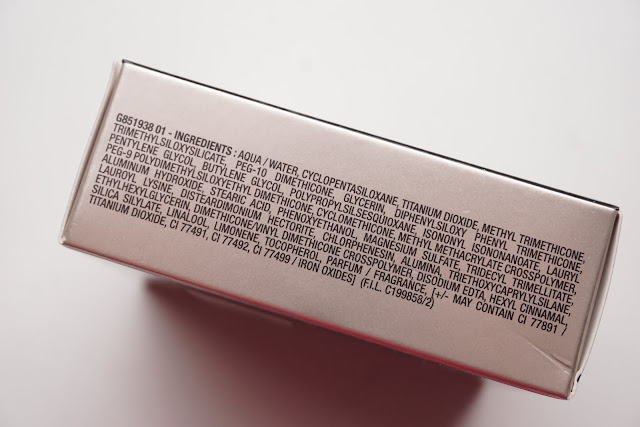 G851938 01 - INGREDIENTS : AQUA / WATER, CYCLOPENTASILOXANE, TITANIUM DIOXIDE, METHYL TRIMETHICONE,
TRIMETHYLSILOXYSILICATE, PEG-10 DIMETHICONE, GLYCERIN, DIPHENYLSILOXY PHENYL TRIMETHICONE,
PENTYLENE GLYCOL, BUTYLENE GLYCOL, POLYPROPYLSILSESQUIOXANE, ISONONYL ISONONANOATE, LAURYL
PEG-9 POLYDIMETHYLSILOXYETHYL DIMETHICONE, CYCLOMETHICONE, METHYL METHACRYLATE CROSSPOLYMER,
ALUMINUM HYDROXIDE, STEARIC ACID, PHENOXYETHANOL, MAGNESIUM SULFATE, TRIDECYL TRIMELLITATE,
LAUROYL LYSINE, DISTEARDIMONIUM HECTORITE, CHLORPHENESIN, ALUMINA, TRIETHOXYCAPRYLYLSILANE,
ETHYLHEXYLGLYCERIN, DIMETHICONE/VINYL DIMETHICONE CROSSPOLYMER, DISODIUM EDTA, HEXYL CINNAMAL,
SILICA SILYLATE, LINALOOL, LIMONENE, TOCOPHEROL, PARFUM / FRAGRANCE, [+/- MAY CONTAIN CI 77891 /
TITANIUM DIOXIDE, CI 77491, CI 77492, CI 77499 / IRON OXIDES] (F.I.L. C199858/2)